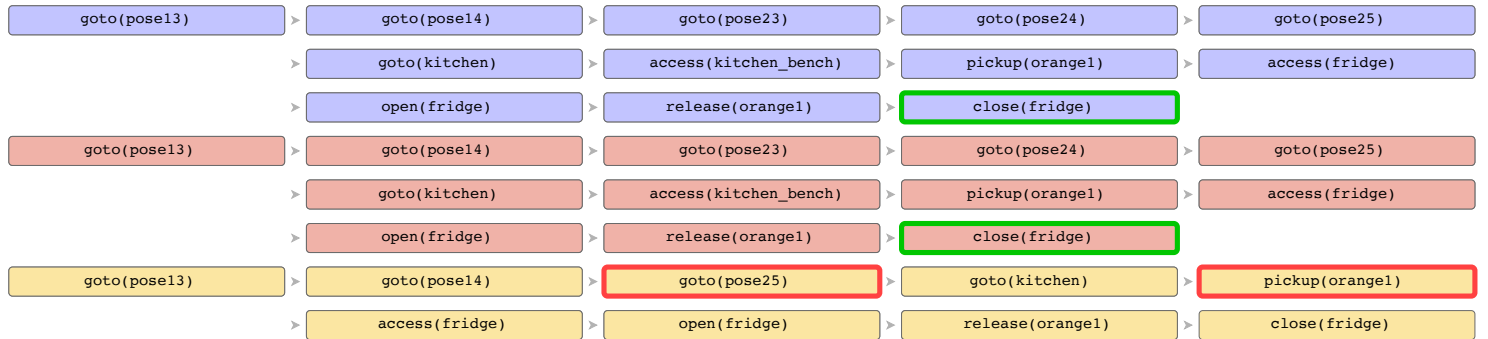 goto(pose13) goto(pose14) goto(pose23) goto(pose24) goto(pose25)
goto(kitchen) access(kitchen_bench) pickup(orange1) access(fridge)
open(fridge) release(orange1) close(fridge)
goto(pose13) goto(pose14) goto(pose23) goto(pose24) goto(pose25)
goto(kitchen) access(kitchen_bench) pickup(orange1) access(fridge)
open(fridge) release(orange1) close(fridge)
goto(pose13) goto(pose14) goto(pose25) goto(kitchen) pickup(orange1)
access(fridge) open(fridge) release(orange1) close(fridge)